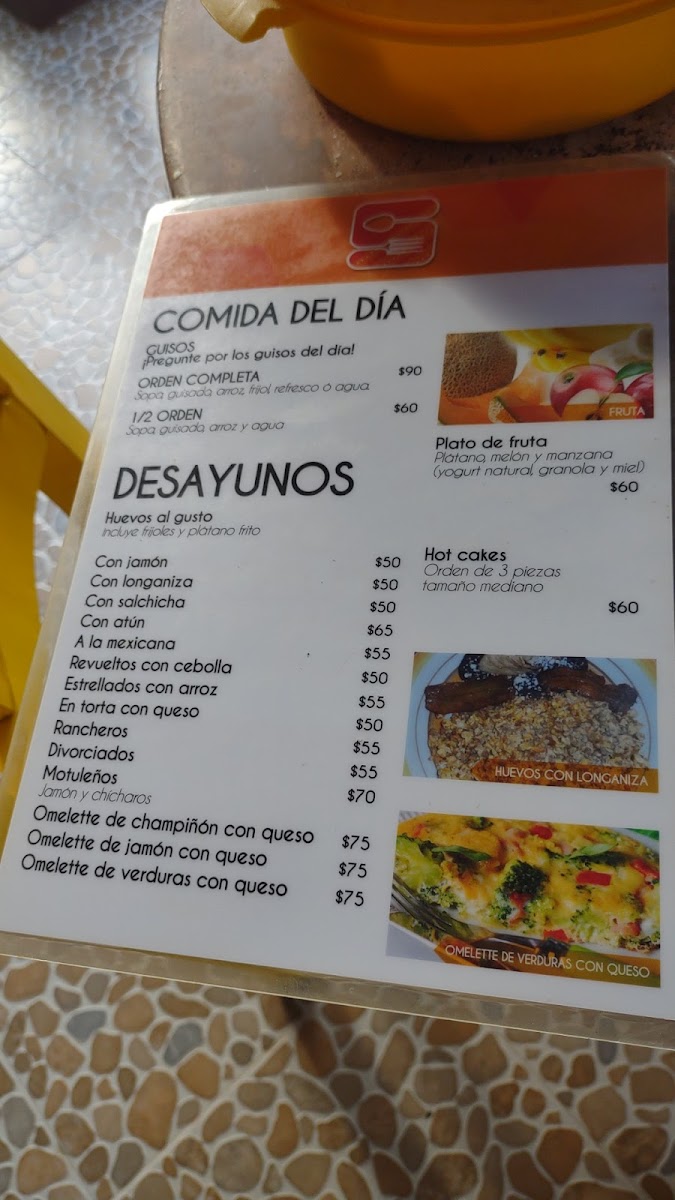 COMIDA DEL DÍA
GUISOS
¡Pregunte por los guisos del día!
ORDEN COMPLETA $90
Sopa, guisado, arroz, frijol, refresco ó agua.
1/2 ORDEN $60
Sopa, guisado, arroz y agua
FRUTA
Plato de fruta
Plátano, melón y manzana
(yogurt natural, granola y miel)
$60
DESAYUNOS
Huevos al gusto
Incluye frijoles y plátano frito
Con jamón $50
Con longaniza $50
Con salchicha $50
Con atún $65
A la mexicana $55
Revueltos con cebolla $50
Estrellados con arroz $55
En torta con queso $50
Rancheros $55
Divorciados $55
Motuleños $70
Jamón y chícharos
Omelette de champiñón con queso $75
Omelette de jamón con queso $75
Omelette de verduras con queso $75
Hot cakes
Orden de 3 piezas
tamaño mediano
$60
HUEVOS CON LONGANIZA
OMELETTE DE VERDURAS CON QUESO